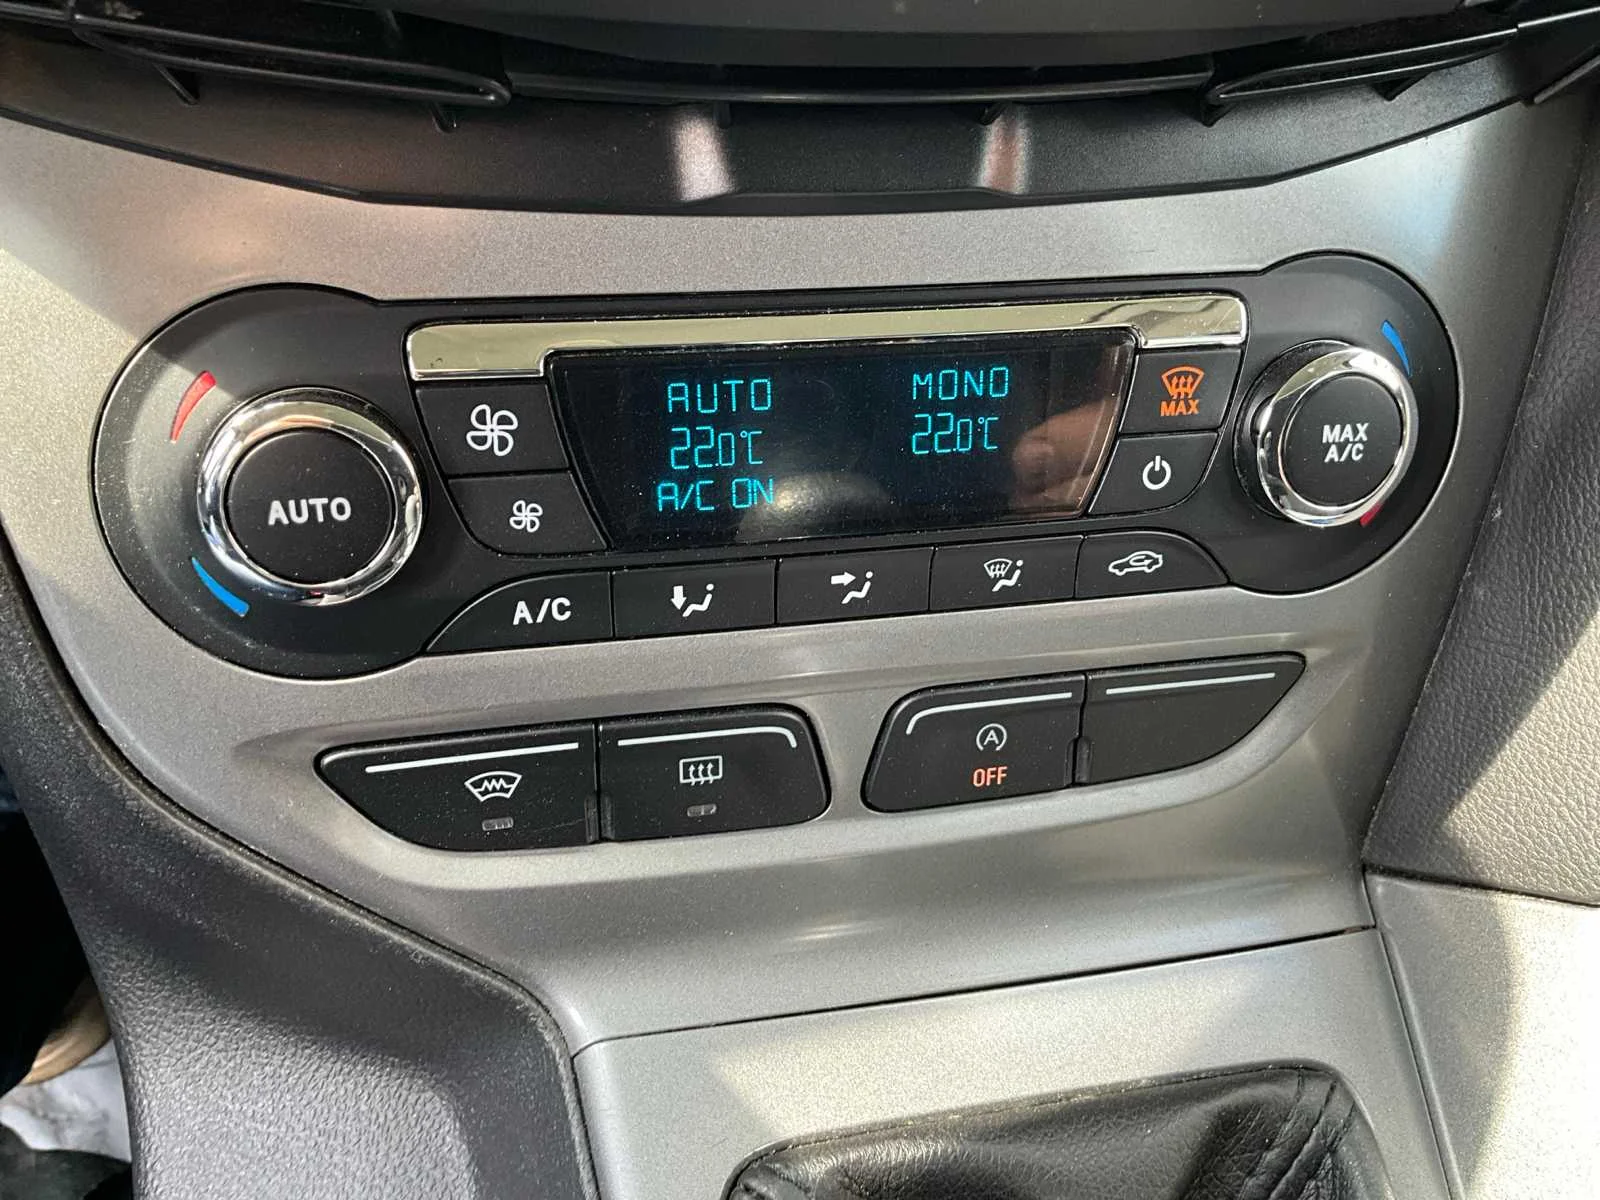 AUTO
MONO
22.0°C
22.0°C
A/C ON
MAX
AUTO
MAX
A/C
A/C
A
OFF